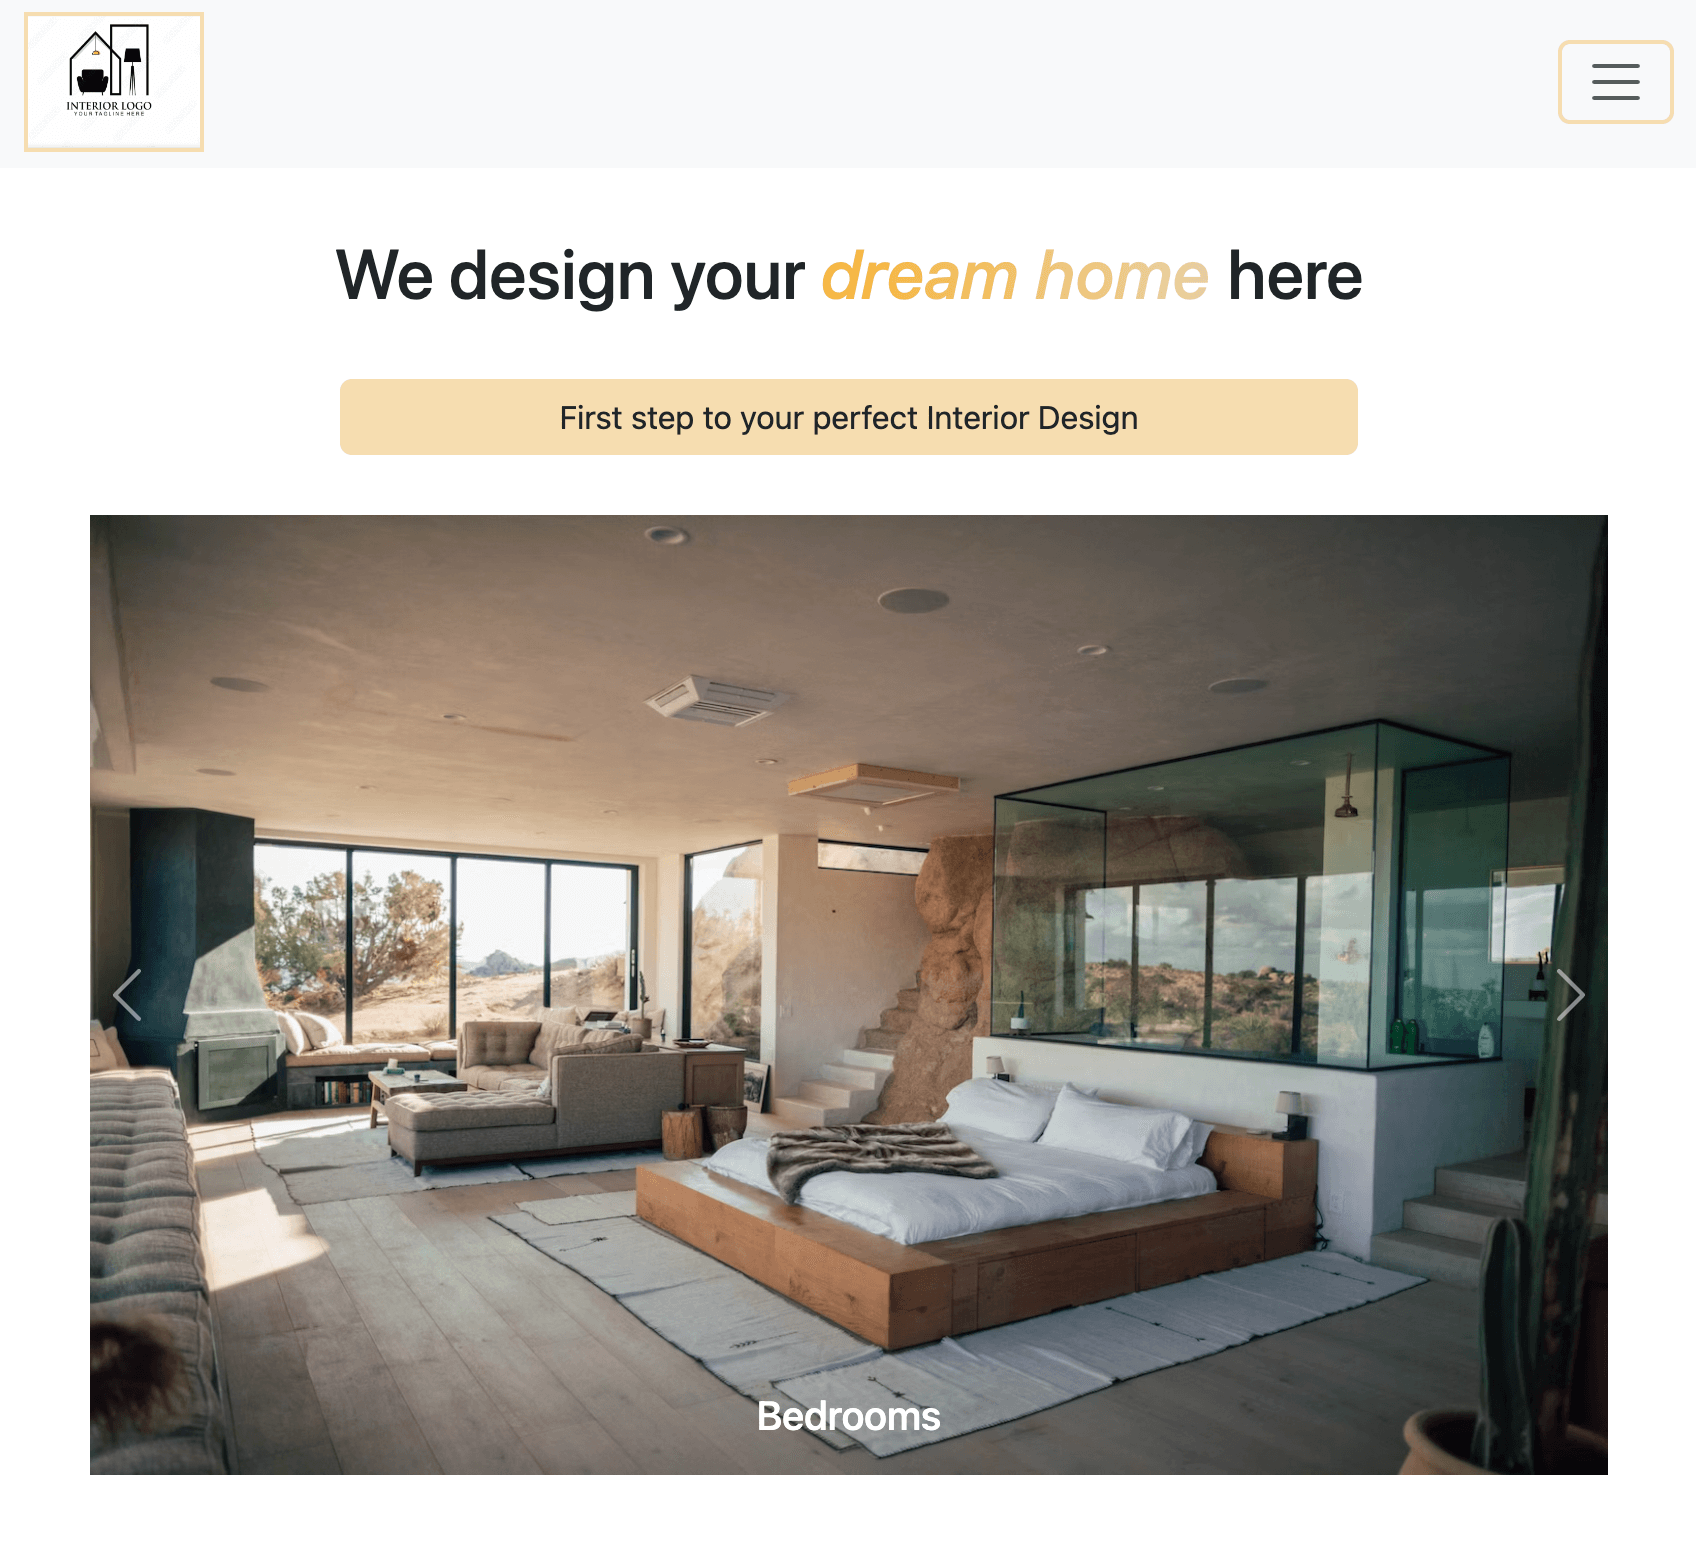 INTERIOR LOGO
YOUR TAGLINE HERE
We design your dream home here
First step to your perfect Interior Design
Bedrooms